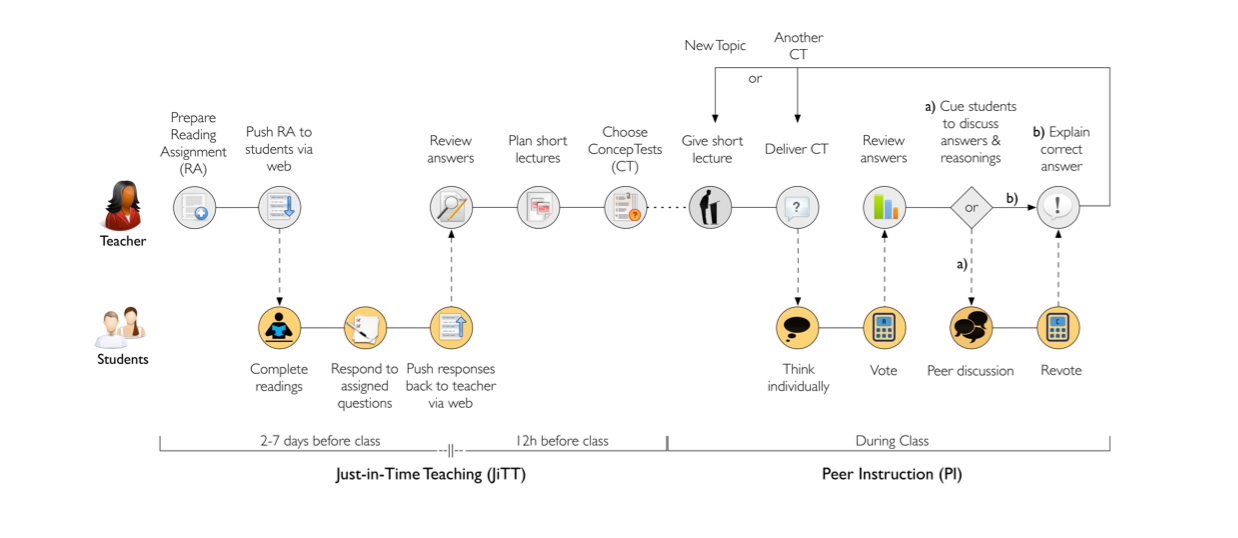 New Topic
Another
CT
or
Prepare
Reading
Assignment
(RA)
Push RA to
students via
web
Review
answers
Plan short
lectures
Choose
ConcepTests
(CT)
Give short
lecture
Deliver CT
Review
answers
a) Cue students
to discuss
answers &
reasonings
b) Explain
correct
answer
Teacher
?
?
or
b)
!
a)
Students
B
C
Complete
readings
Respond to
assigned
questions
Push responses
back to teacher
via web
Think
individually
Vote
Peer discussion
Revote
2-7 days before class
12h before class
During Class
Just-in-Time Teaching (JiTT)
Peer Instruction (PI)